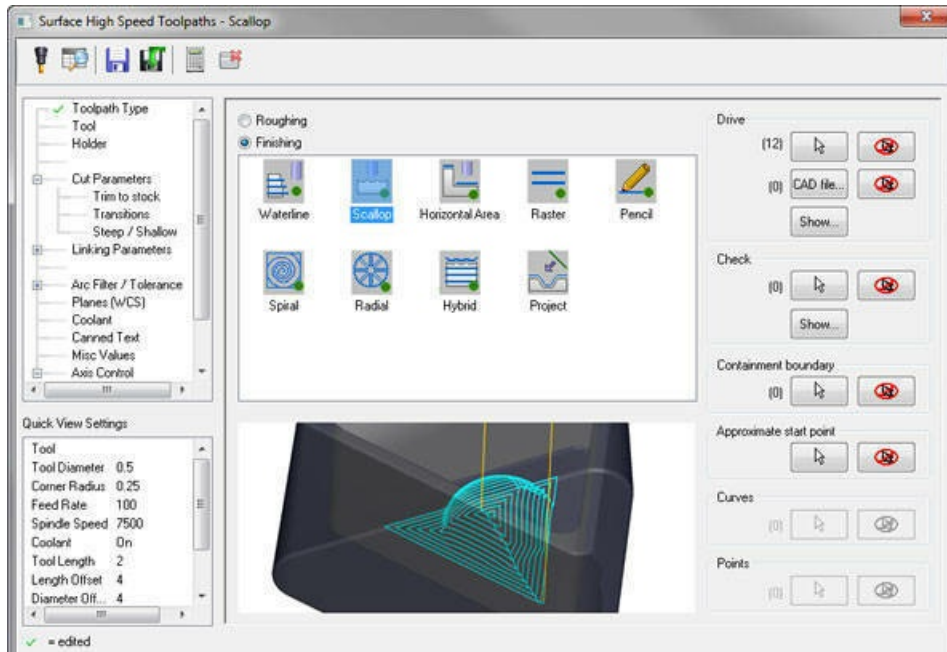 Surface High Speed Toolpaths - Scallop
Toolpath Type
Tool
Holder
Cut Parameters
Trim to stock
Transitions
Steep / Shallow
Linking Parameters
Arc Filter / Tolerance
Planes (WCS)
Coolant
Canned Text
Misc Values
Axis Control
Quick View Settings
Tool
Tool Diameter 0.5
Corner Radius 0.25
Feed Rate 100
Spindle Speed 7500
Coolant On
Tool Length 2
Length Offset 4
Diameter Off... 4
= edited
Roughing
Finishing
Waterline
Scallop
Horizontal Area
Raster
Pencil
Spiral
Radial
Hybrid
Project
Drive
(12)
(0) CAD file...
Show...
Check
(0)
Show...
Containment boundary
(0)
Approximate start point
Curves
(0)
Points
(0)